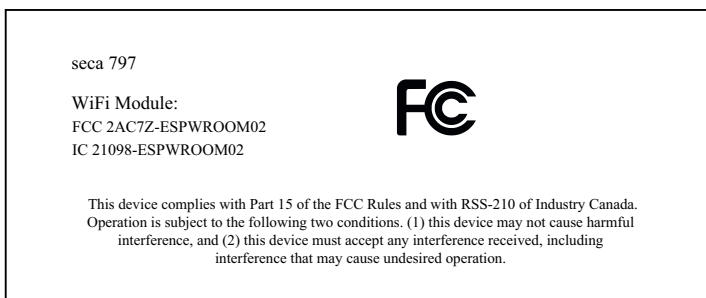 seca 797
WiFi Module:
FC
FCC 2AC7Z-ESPWROOM02
IC 21098-ESPWROOM02
This device complies with Part 15 of the FCC Rules and with RSS-210 of Industry Canada.
Operation is subject to the following two conditions. (1) this device may not cause harmful
interference, and (2) this device must accept any interference received, including
interference that may cause undesired operation.